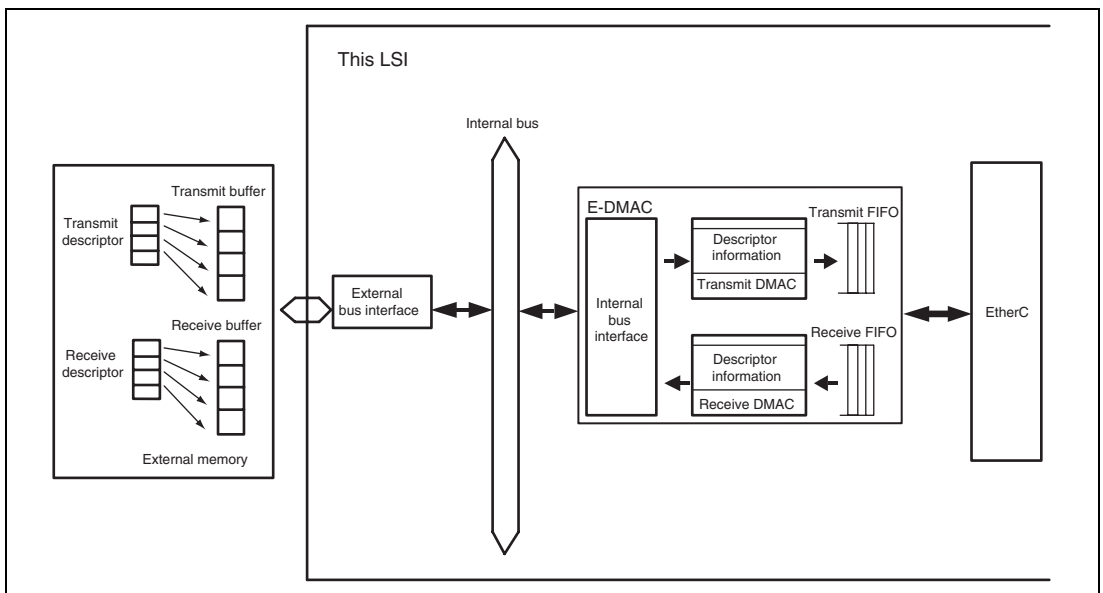 This LSI
Internal bus
Transmit buffer
Transmit
descriptor
Receive buffer
Receive
descriptor
External memory
External
bus interface
E-DMAC
Internal
bus
interface
Descriptor
information
Transmit DMAC
Transmit FIFO
Descriptor
information
Receive DMAC
Receive FIFO
EtherC